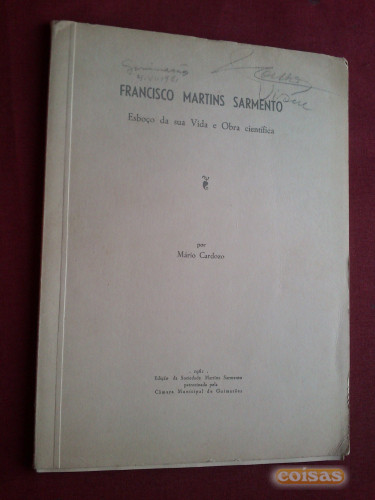 Guimarães
FRANCISCO MARTINS SARMENTO
Esboço da sua Vida e Obra científica
por
Mário Cardozo
1961
Edição da Sociedade Martins Sarmento
patrocinada pela
Câmara Municipal de Guimarães
coisas